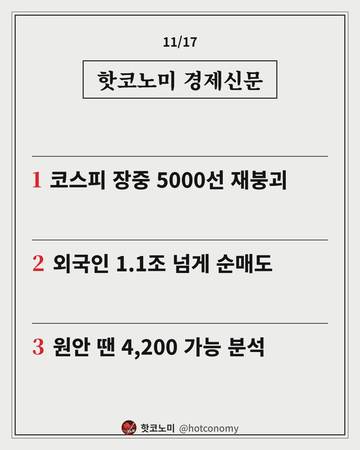 11/17
핫코노미 경제신문
1 코스피 장중 5000선 재붕괴
2 외국인 1.1조 넘게 순매도
3 원안 땐 4,200 가능 분석
핫코노미 @hotconomy